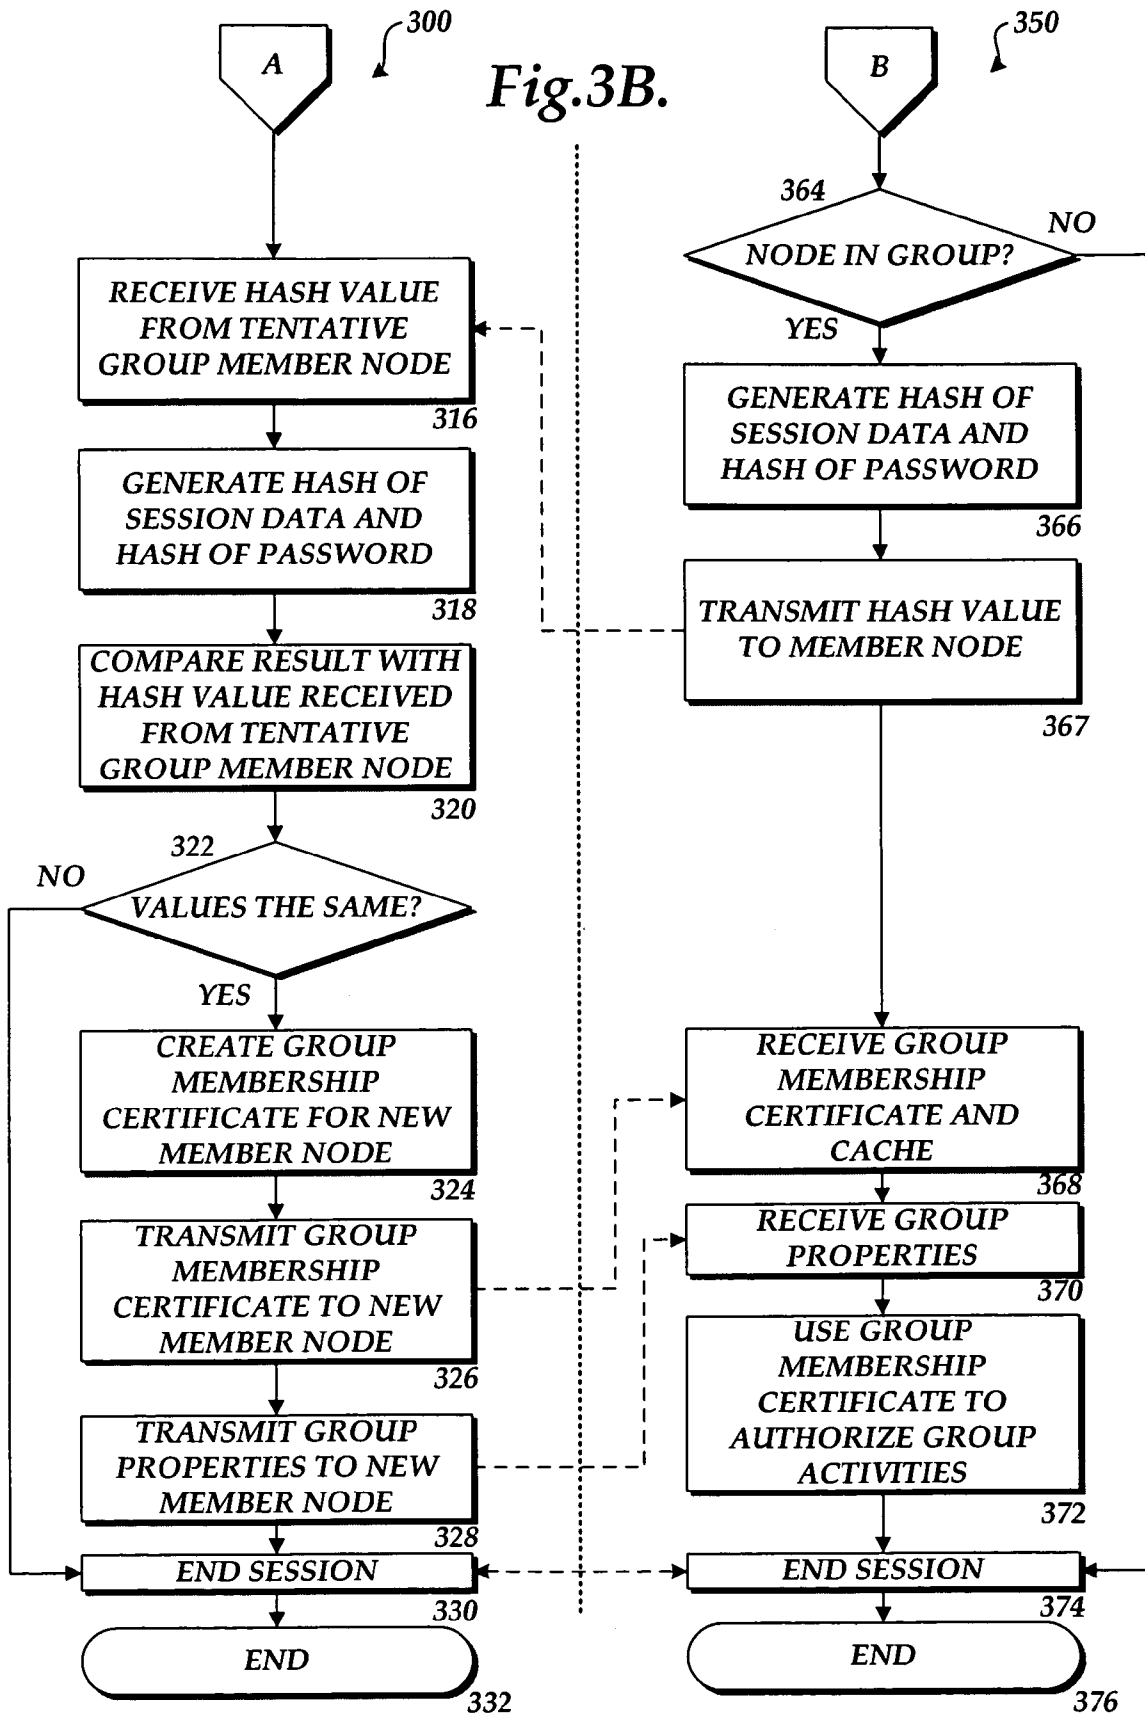 300
A
Fig.3B.
350
B
RECEIVE HASH VALUE
FROM TENTATIVE
GROUP MEMBER NODE
316
GENERATE HASH OF
SESSION DATA AND
HASH OF PASSWORD
318
COMPARE RESULT WITH
HASH VALUE RECEIVED
FROM TENTATIVE
GROUP MEMBER NODE
320
322
NO
VALUES THE SAME?
YES
CREATE GROUP
MEMBERSHIP
CERTIFICATE FOR NEW
MEMBER NODE
324
TRANSMIT GROUP
MEMBERSHIP
CERTIFICATE TO NEW
MEMBER NODE
326
TRANSMIT GROUP
PROPERTIES TO NEW
MEMBER NODE
328
END SESSION
330
END
332
364
NO
NODE IN GROUP?
YES
GENERATE HASH OF
SESSION DATA AND
HASH OF PASSWORD
366
TRANSMIT HASH VALUE
TO MEMBER NODE
367
RECEIVE GROUP
MEMBERSHIP
CERTIFICATE AND
CACHE
368
RECEIVE GROUP
PROPERTIES
370
USE GROUP
MEMBERSHIP
CERTIFICATE TO
AUTHORIZE GROUP
ACTIVITIES
372
END SESSION
374
END
376